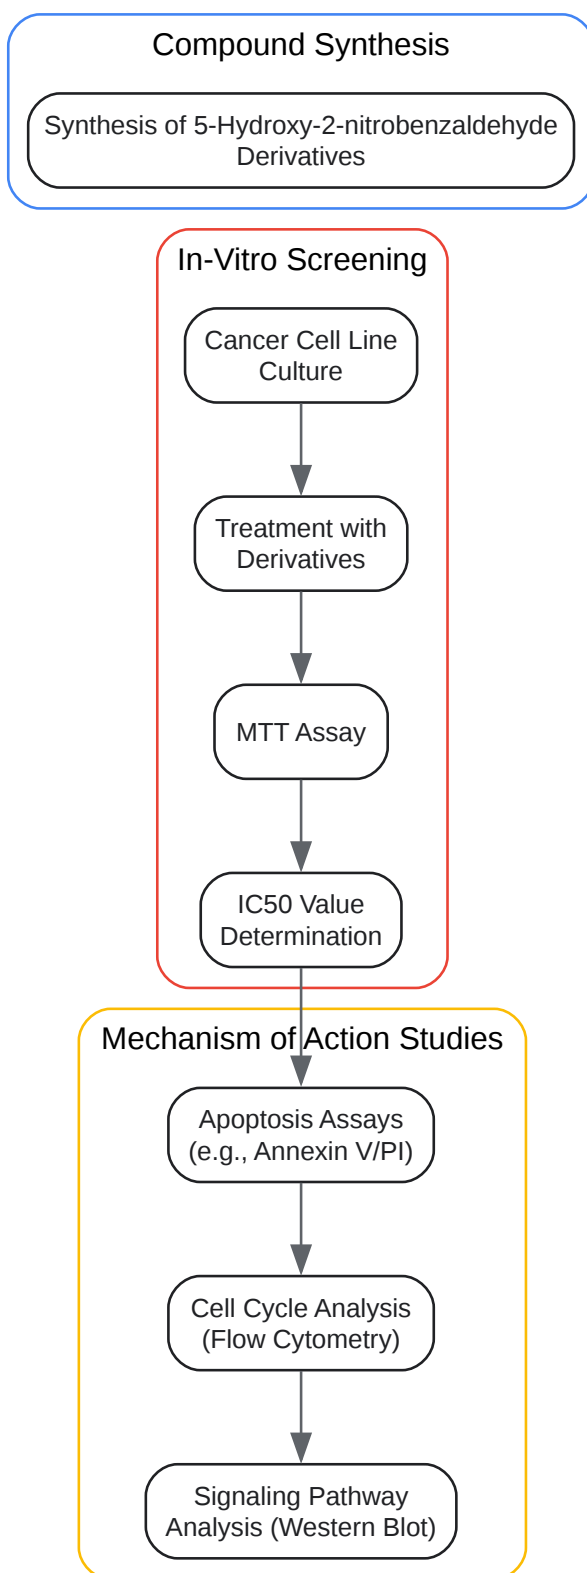 Compound Synthesis
Synthesis of 5-Hydroxy-2-nitrobenzaldehyde
Derivatives
In-Vitro Screening
Cancer Cell Line
Culture
Treatment with
Derivatives
MTT Assay
IC50 Value
Determination
Mechanism of Action Studies
Apoptosis Assays
(e.g., Annexin V/PI)
Cell Cycle Analysis
(Flow Cytometry)
Signaling Pathway
Analysis (Western Blot)